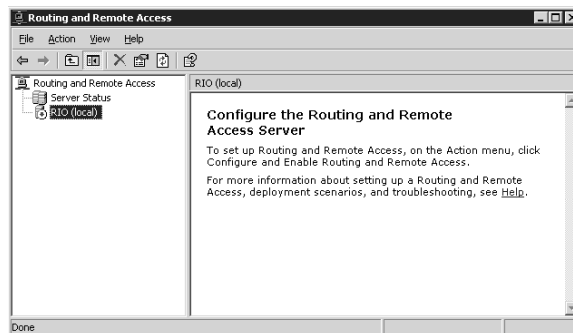 Routing and Remote Access
File Action View Help
Routing and Remote Access
Server Status
RIO (local)
RIO (local)
Configure the Routing and Remote
Access Server
To set up Routing and Remote Access, on the Action menu, click
Configure and Enable Routing and Remote Access.
For more information about setting up a Routing and Remote
Access, deployment scenarios, and troubleshooting, see Help.
Done